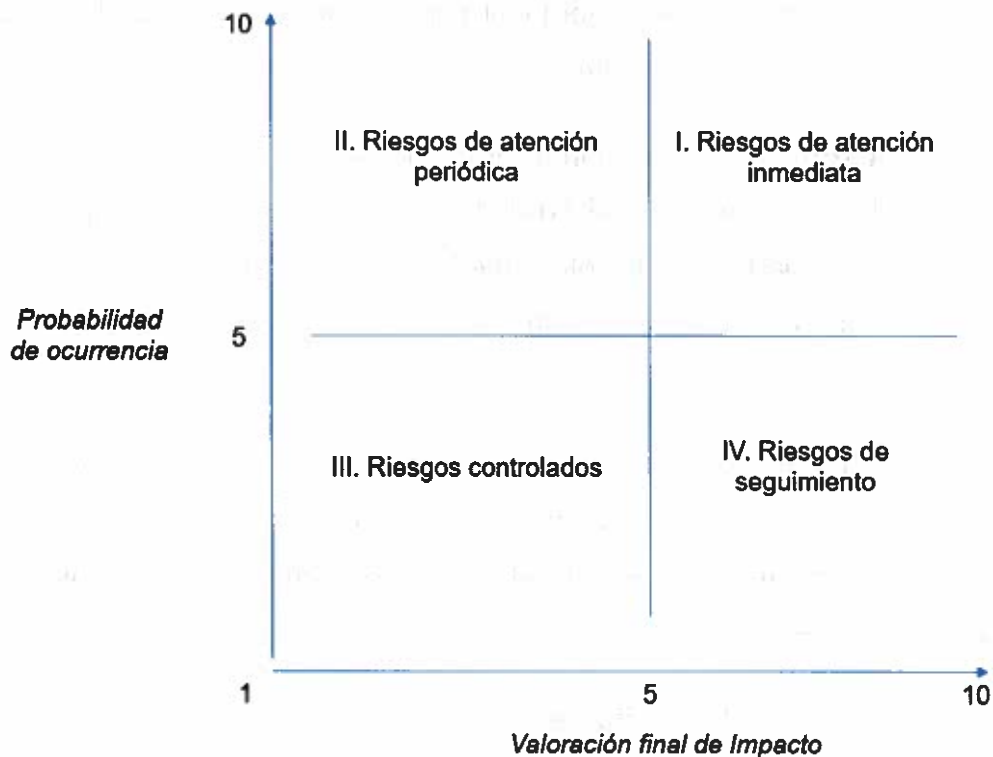 10
II. Riesgos de atención
periódica
I. Riesgos de atención
inmediata
Probabilidad
de ocurrencia
5
III. Riesgos controlados
IV. Riesgos de
seguimiento
1
5
10
Valoración final de Impacto